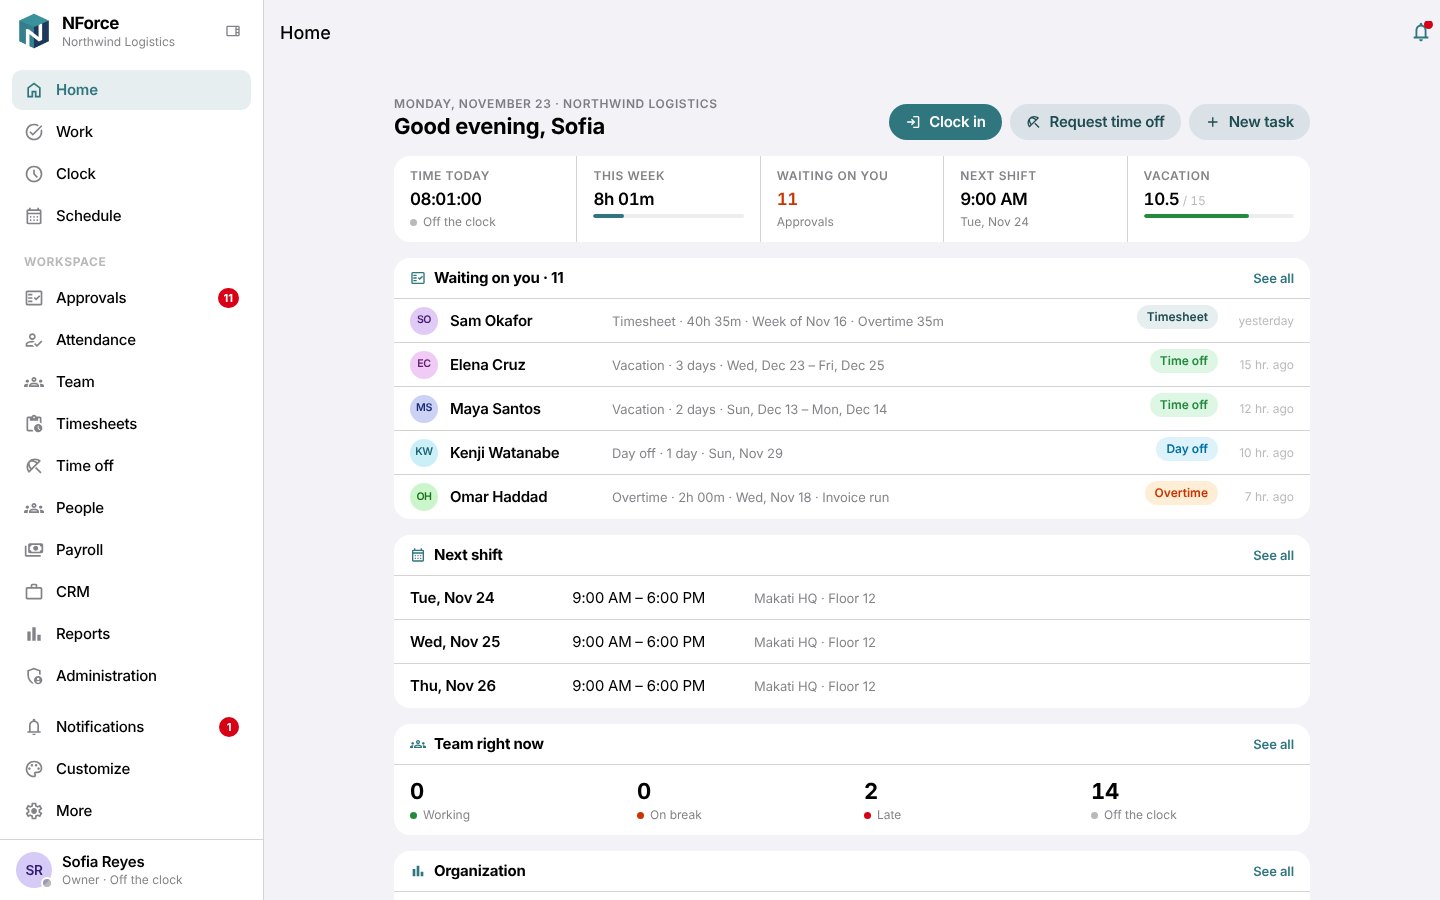 NForce
Northwind Logistics
Home
Work
Clock
Schedule
WORKSPACE
Approvals 11
Attendance
Team
Timesheets
Time off
People
Payroll
CRM
Reports
Administration
Notifications 1
Customize
More
SR
Sofia Reyes
Owner · Off the clock
Home
MONDAY, NOVEMBER 23 · NORTHWIND LOGISTICS
Good evening, Sofia
Clock in
Request time off
New task
TIME TODAY
08:01:00
Off the clock
THIS WEEK
8h 01m
WAITING ON YOU
11
Approvals
NEXT SHIFT
9:00 AM
Tue, Nov 24
VACATION
10.5 / 15
Waiting on you · 11 See all
SO Sam Okafor Timesheet · 40h 35m · Week of Nov 16 · Overtime 35m Timesheet yesterday
EC Elena Cruz Vacation · 3 days · Wed, Dec 23 – Fri, Dec 25 Time off 15 hr. ago
MS Maya Santos Vacation · 2 days · Sun, Dec 13 – Mon, Dec 14 Time off 12 hr. ago
KW Kenji Watanabe Day off · 1 day · Sun, Nov 29 Day off 10 hr. ago
OH Omar Haddad Overtime · 2h 00m · Wed, Nov 18 · Invoice run Overtime 7 hr. ago
Next shift See all
Tue, Nov 24 9:00 AM – 6:00 PM Makati HQ · Floor 12
Wed, Nov 25 9:00 AM – 6:00 PM Makati HQ · Floor 12
Thu, Nov 26 9:00 AM – 6:00 PM Makati HQ · Floor 12
Team right now See all
0 0 2 14
Working On break Late Off the clock
Organization See all